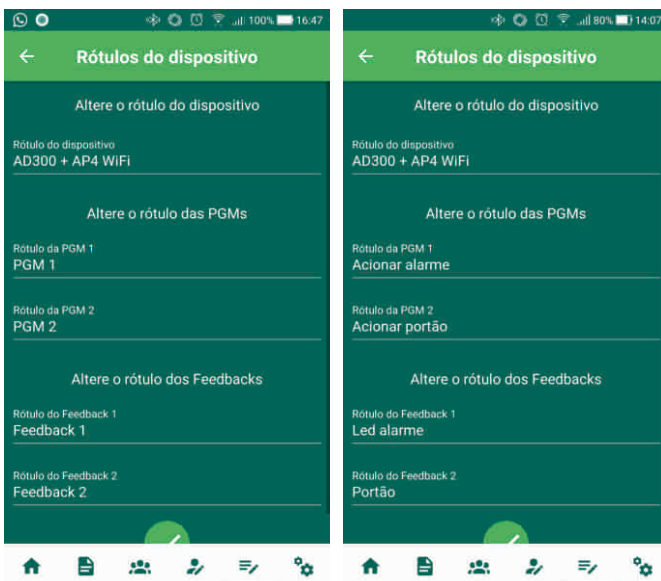 100% 16:47
Rótulos do dispositivo
Altere o rótulo do dispositivo
Rótulo do dispositivo
AD300 + AP4 WiFi
Altere o rótulo das PGMs
Rótulo da PGM 1
PGM 1
Rótulo da PGM 2
PGM 2
Altere o rótulo dos Feedbacks
Rótulo do Feedback 1
Feedback 1
Rótulo do Feedback 2
Feedback 2
80% 14:07
Rótulos do dispositivo
Altere o rótulo do dispositivo
Rótulo do dispositivo
AD300 + AP4 WiFi
Altere o rótulo das PGMs
Rótulo da PGM 1
Acionar alarme
Rótulo da PGM 2
Acionar portão
Altere o rótulo dos Feedbacks
Rótulo do Feedback 1
Led alarme
Rótulo do Feedback 2
Portão